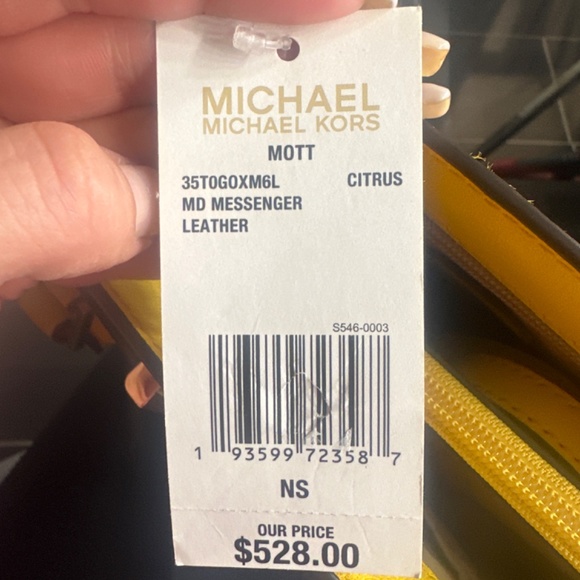 MICHAEL
MICHAEL KORS
MOTT
35T0GOXM6L CITRUS
MD MESSENGER
LEATHER
S546-0003
1 93599 72358 7
NS
OUR PRICE
$528.00